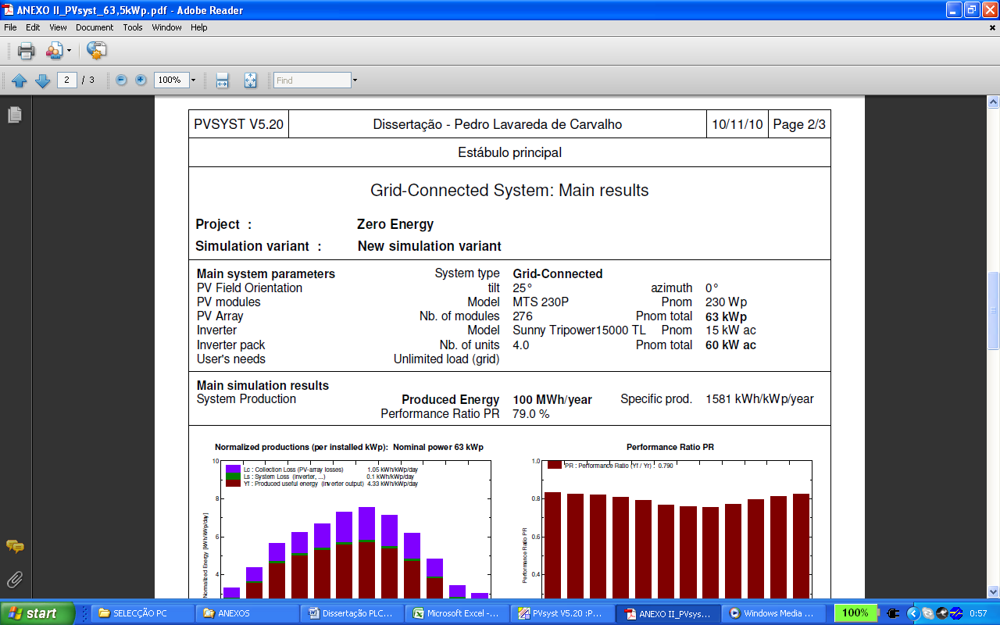 ANEXO II_PVsyst_63,5kWp.pdf - Adobe Reader
File Edit View Document Tools Window Help
2 / 3 100% Find
PVSYST V5.20 Dissertação - Pedro Lavareda de Carvalho 10/11/10 Page 2/3
Estábulo principal
Grid-Connected System: Main results
Project : Zero Energy
Simulation variant : New simulation variant
Main system parameters System type Grid-Connected
PV Field Orientation tilt 25° azimuth 0°
PV modules Model MTS 230P Pnom 230 Wp
PV Array Nb. of modules 276 Pnom total 63 kWp
Inverter Model Sunny Tripower15000 TL Pnom 15 kW ac
Inverter pack Nb. of units 4.0 Pnom total 60 kW ac
User's needs Unlimited load (grid)
Main simulation results
System Production Produced Energy 100 MWh/year Specific prod. 1581 kWh/kWp/year
Performance Ratio PR 79.0 %
Normalized productions (per installed kWp): Nominal power 63 kWp
10
Lc : Collection Loss (PV-array losses) 1.05 kWh/kWp/day
Ls : System Loss (inverter, ...) 0.1 kWh/kWp/day
Yf : Produced useful energy (inverter output) 4.33 kWh/kWp/day
8
6
4
Normalized Energy [kWh/kWp/day]
Performance Ratio PR
1.0
PR : Performance Ratio (Yf / Yr) : 0.790
0.8
0.6
0.4
Performance Ratio PR
start SELECÇÃO PC ANEXOS Dissertação PLC... Microsoft Excel -... PVsyst V5.20 :P... ANEXO II_PVsys... Windows Media ... 100% 0:57